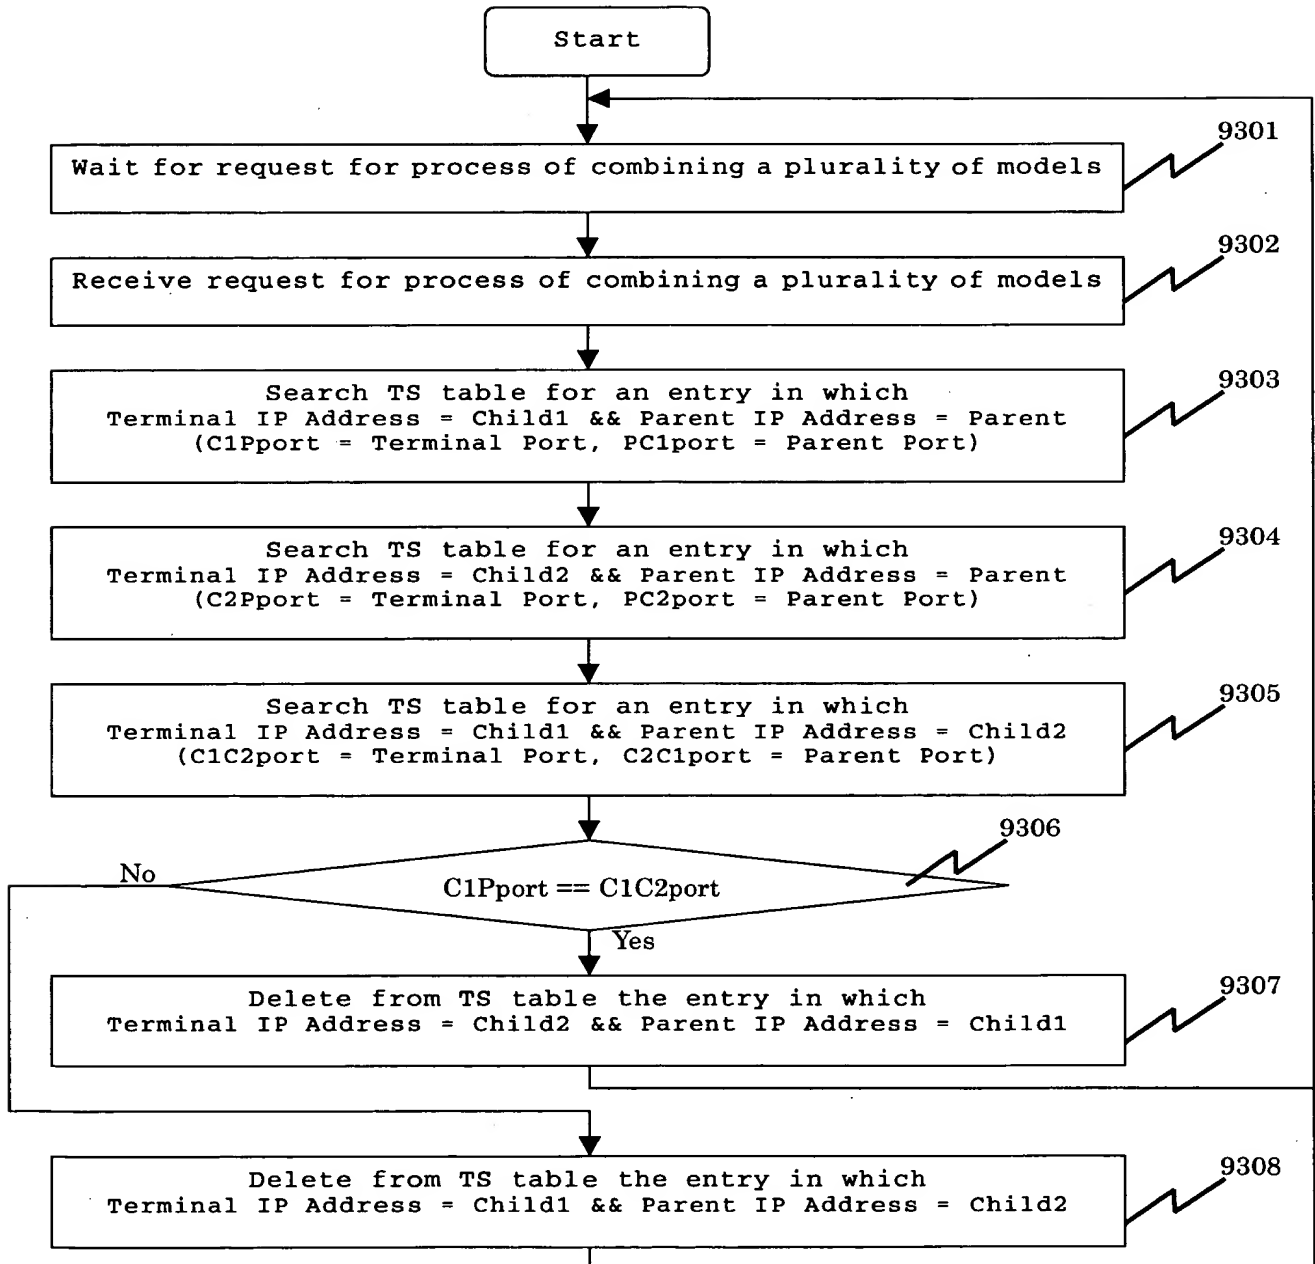 Start
9301
Wait for request for process of combining a plurality of models
9302
Receive request for process of combining a plurality of models
9303
Search TS table for an entry in which
Terminal IP Address = Child1 && Parent IP Address = Parent
(C1Pport = Terminal Port, PC1port = Parent Port)
9304
Search TS table for an entry in which
Terminal IP Address = Child2 && Parent IP Address = Parent
(C2Pport = Terminal Port, PC2port = Parent Port)
9305
Search TS table for an entry in which
Terminal IP Address = Child1 && Parent IP Address = Child2
(C1C2port = Terminal Port, C2C1port = Parent Port)
9306
No
C1Pport == C1C2port
Yes
9307
Delete from TS table the entry in which
Terminal IP Address = Child2 && Parent IP Address = Child1
9308
Delete from TS table the entry in which
Terminal IP Address = Child1 && Parent IP Address = Child2